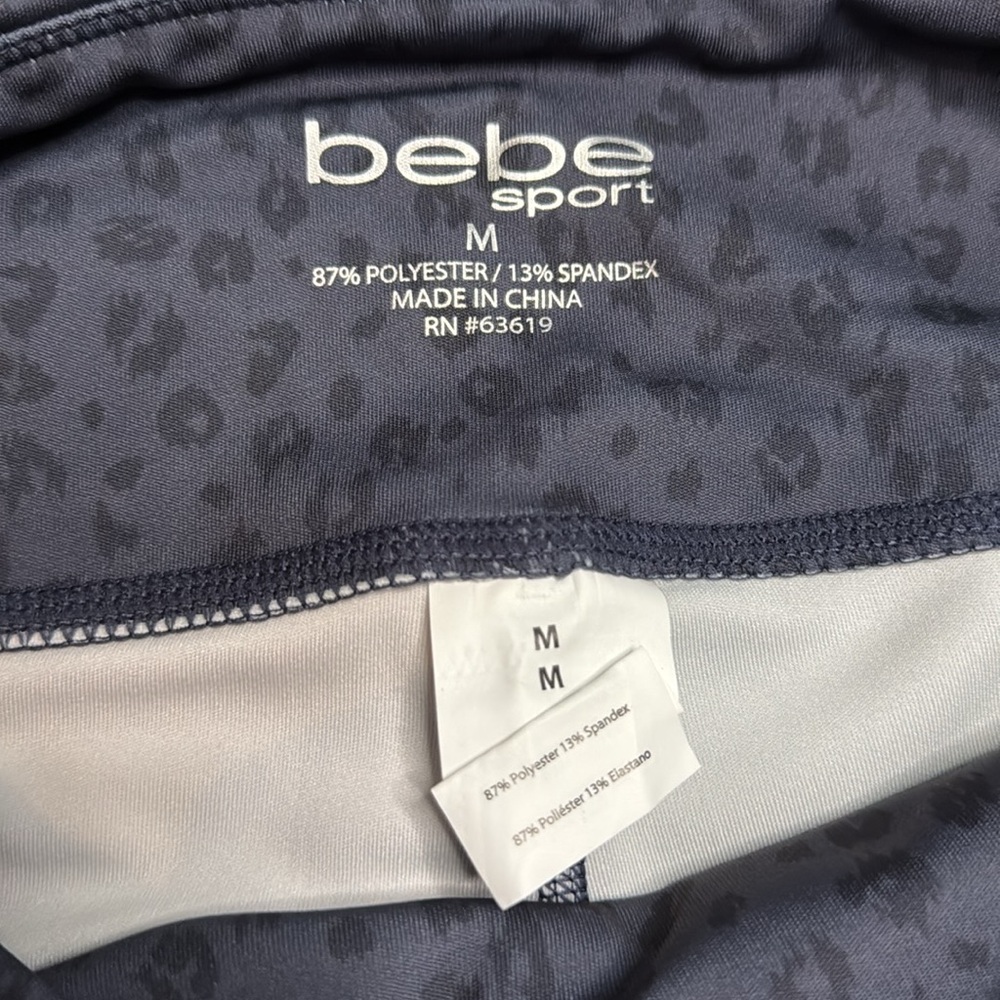 bebe
sport
M
87% POLYESTER / 13% SPANDEX
MADE IN CHINA
RN #63619
M
M
87% Polyester 13% Spandex
87% Poliéster 13% Elastano